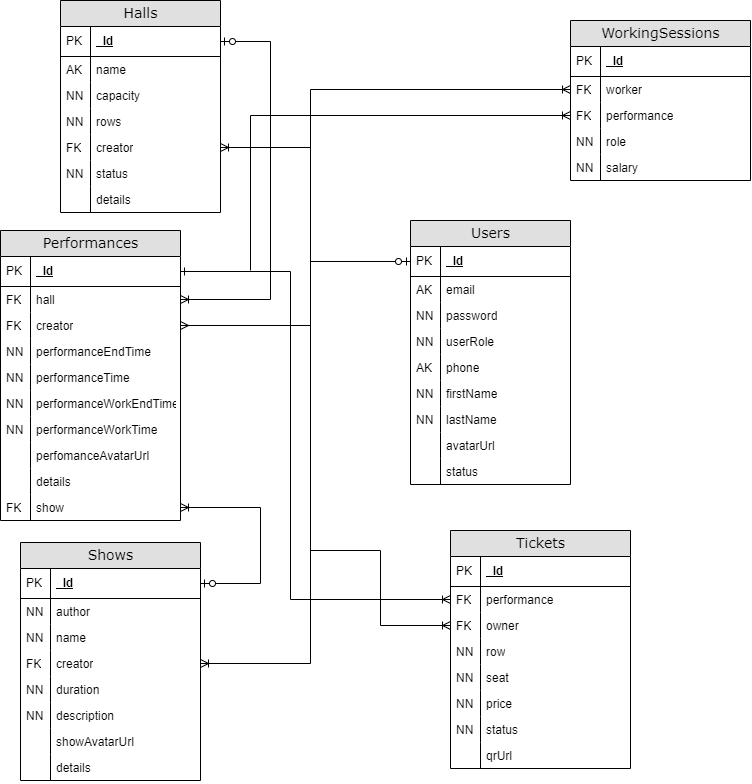 Halls
PK _Id
AK name
NN capacity
NN rows
FK creator
NN status
details
WorkingSessions
PK _Id
FK worker
FK performance
NN role
NN salary
Performances
PK _Id
FK hall
FK creator
NN performanceEndTime
NN performanceTime
NN performanceWorkEndTime
NN performanceWorkTime
perfomanceAvatarUrl
details
FK show
Users
PK _Id
AK email
NN password
NN userRole
AK phone
NN firstName
NN lastName
avatarUrl
status
Shows
PK _Id
NN author
NN name
FK creator
NN duration
NN description
showAvatarUrl
details
Tickets
PK _Id
FK performance
FK owner
NN row
NN seat
NN price
NN status
qrUrl